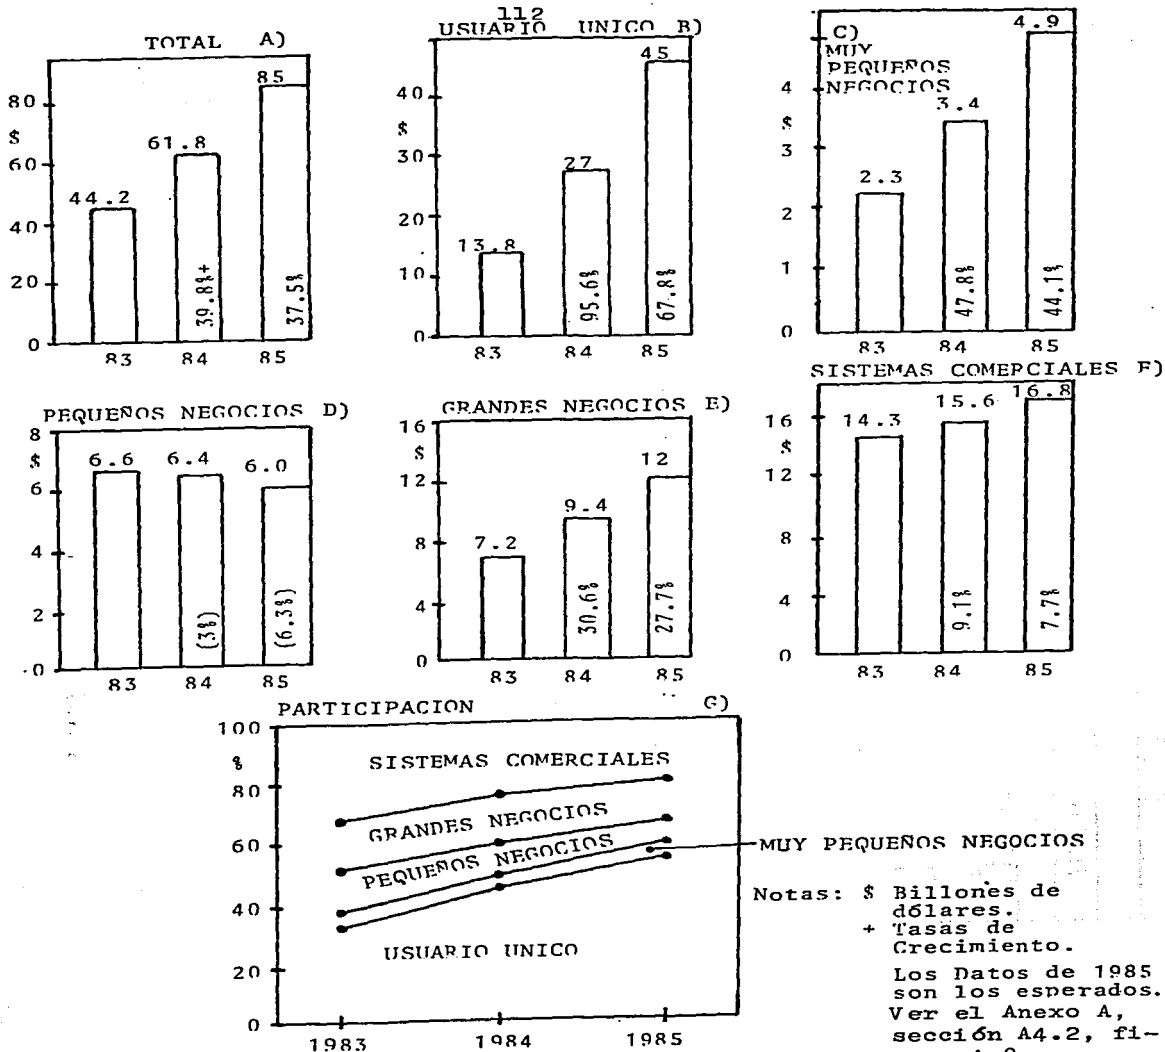 112
TOTAL A)
80
$
60
40
20
0
44.2
61.8
85
39.8%+
37.5%
83 84 85
USUARIO UNICO B)
40
$
30
20
10
0
13.8
27
45
95.6%
67.8%
83 84 85
C)
MUY
PEQUEÑOS
NEGOCIOS
4
$
3
2
1
0
2.3
3.4
4.9
47.8%
44.1%
83 84 85
PEQUEÑOS NEGOCIOS D)
8
$
6
4
2
0
6.6
6.4
6.0
(3%)
(6.3%)
83 84 85
GRANDES NEGOCIOS E)
16
$
12
8
4
0
7.2
9.4
12
30.6%
27.7%
83 84 85
SISTEMAS COMERCIALES F)
16
$
12
8
4
0
14.3
15.6
16.8
9.1%
7.7%
83 84 85
PARTICIPACION G)
100
%
80
60
40
20
0
SISTEMAS COMERCIALES
GRANDES NEGOCIOS
PEQUEÑOS NEGOCIOS
MUY PEQUEÑOS NEGOCIOS
USUARIO UNICO
1983 1984 1985
Notas: $ Billones de
dólares.
+ Tasas de
Crecimiento.
Los Datos de 1985
son los esperados.
Ver el Anexo A,
sección A4.2, fi-